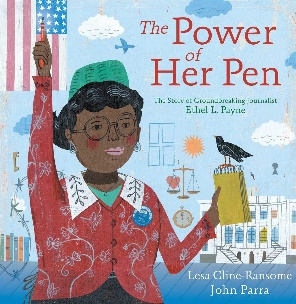 The Power
of
Her Pen
The Story of Groundbreaking Journalist
Ethel L. Payne
Lesa Cline-Ransome
John Parra